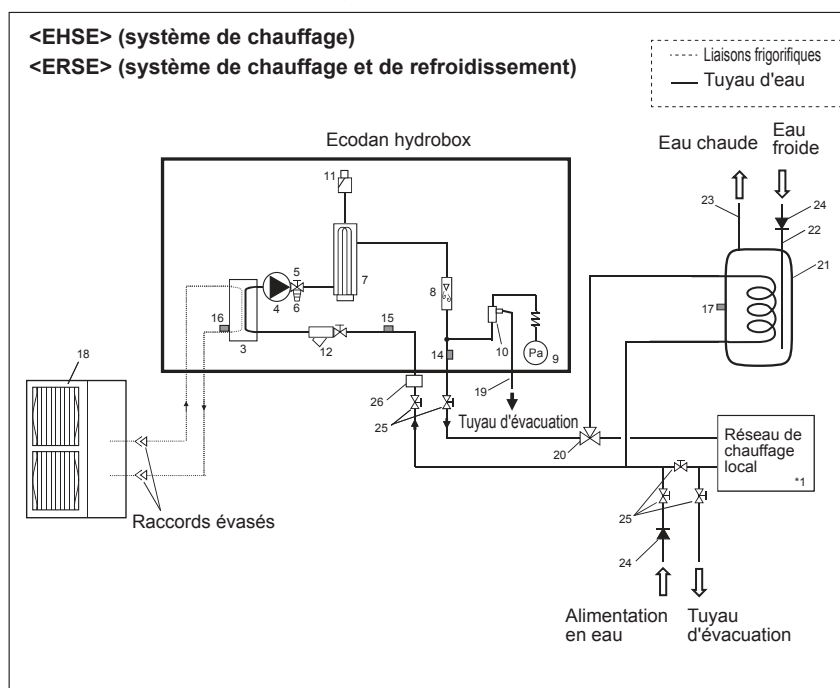 <EHSE> (système de chauffage)
<ERSE> (système de chauffage et de refroidissement)
Liaisons frigorifiques
Tuyau d'eau
Ecodan hydrobox
Eau chaude
Eau
froide
11
23
24
22
21
5
7
4
6
8
17
16
15
3
12
14
10
Pa
9
18
19
26
25
Tuyau d'évacuation
20
Réseau de
chauffage
local
*1
Raccords évasés
25
24
Alimentation
en eau
Tuyau
d'évacuation